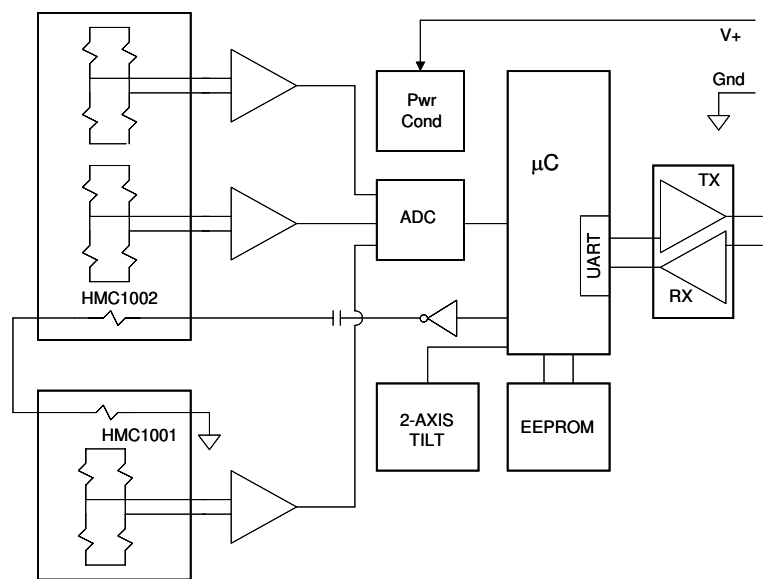 V+
Gnd
Pwr
Cond
μC
TX
ADC
UART
RX
HMC1002
2-AXIS
TILT
EEPROM
HMC1001